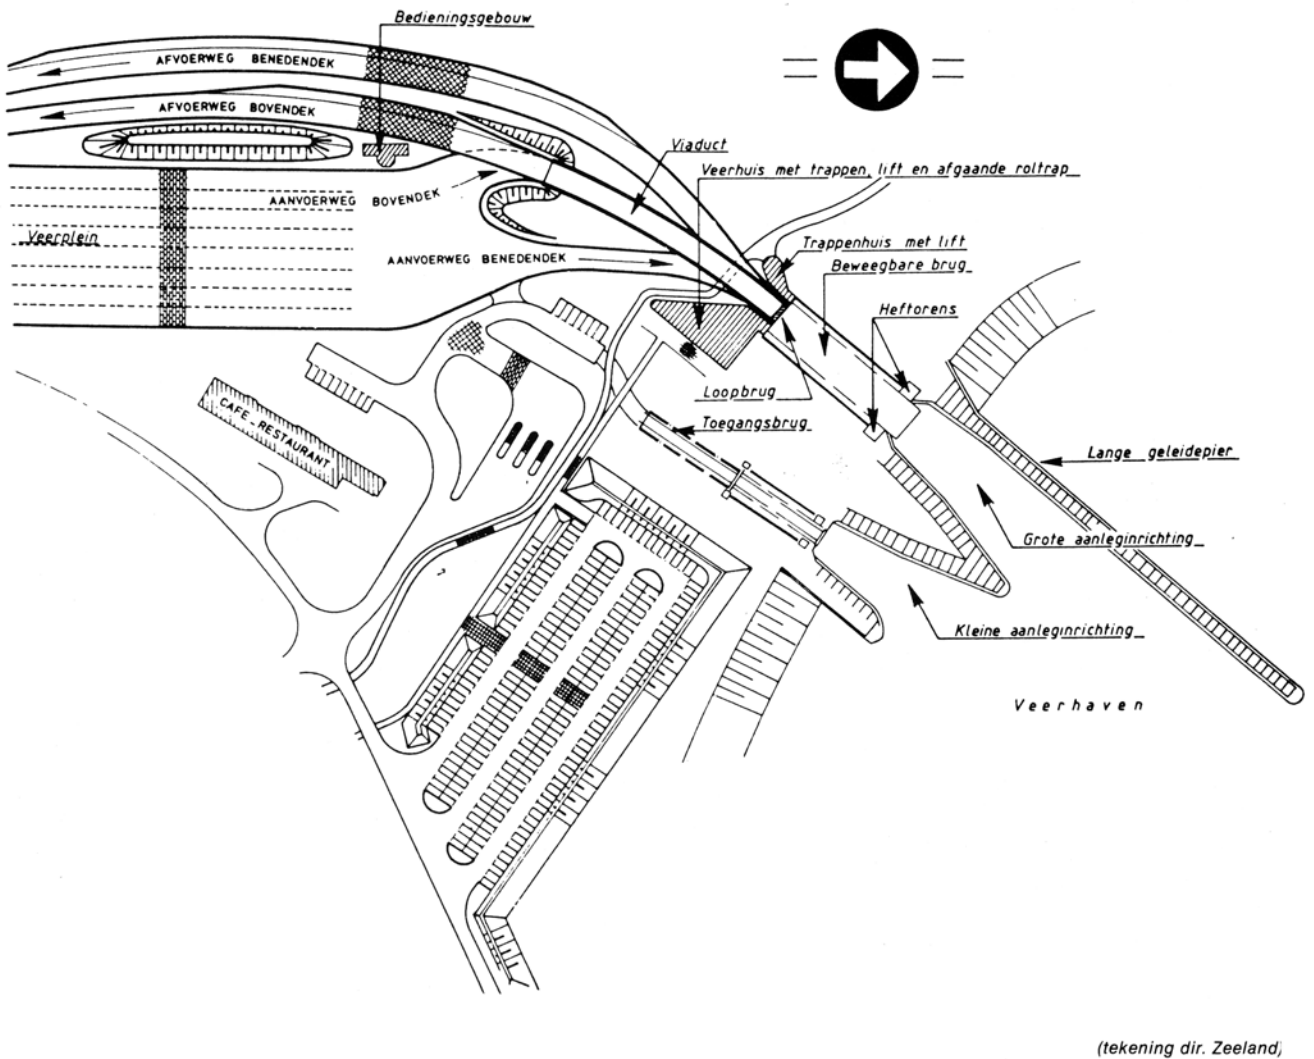 Bedieningsgebouw
AFVOERWEG BENEDENDEK
AFVOERWEG BOVENDEK
Viaduct
Veerhuis met trappen, lift en afgaande roltrap
AANVOERWEG BOVENDEK
Veerplein
AANVOERWEG BENEDENDEK
Trappenhuis met lift
Beweegbare brug
Heftorens
Loopbrug
Toegangsbrug
CAFE - RESTAURANT
Lange geleidepier
Grote aanleginrichting
Kleine aanleginrichting
Veerhaven
(tekening dir. Zeeland)